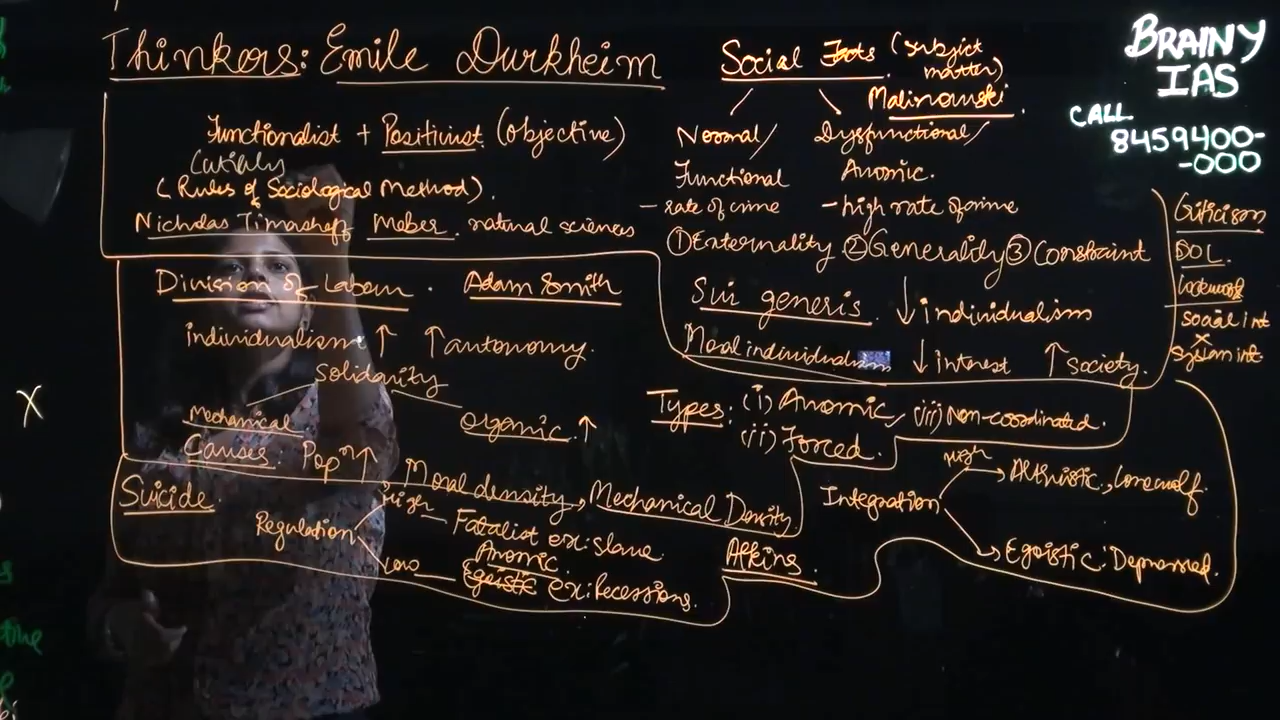 Thinkers: Emile Durkheim
Functionalist + Positivist (objective)
(Rules of Sociological Method).
Nicholas Timasheff Weber. natural sciences
Social Facts (subject matter)
Malinowski.
Normal/ Functional
- rate of crime
Dysfunctional/ Anomic.
- high rate of crime
① Externality ② Generality ③ Constraint
Sui generis. ↓ individualism
Moral individualism ↓ interest ↑ society.
Division of Labour. Adam Smith
individualism ↑ ↑ autonomy.
Solidarity
Mechanical
Organic. ↑
Causes: Popⁿ ↑
Moral density → Mechanical Density
Types: (i) Anomic, (iii) Non-coordinated.
(ii) Forced.
Suicide.
Regulation
High - Fatalist ex: slave.
Low - Anomic Egoistic ex: Recessions.
Atkins.
Integration
High → Altruistic, Lonewolf.
→ Egoistic: Depressed.
Criticism
DOL.
Lockwood
social int
x
system int
BRAINY
IAS
CALL
8459400-
-000
X